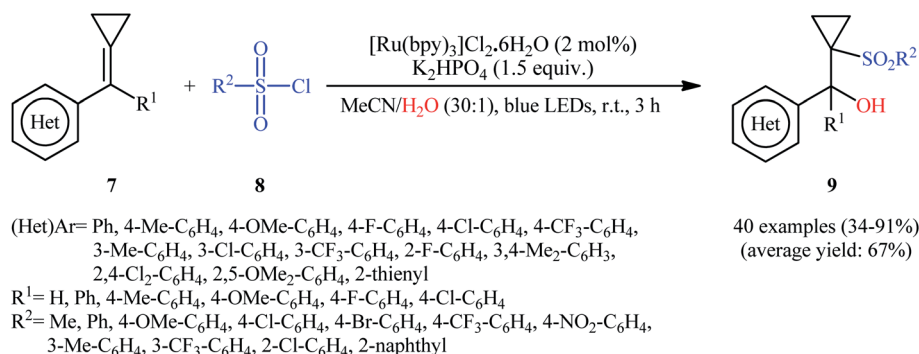 [Ru(bpy)₃]Cl₂.6H₂O (2 mol%)
K₂HPO₄ (1.5 equiv.)
MeCN/H₂O (30:1), blue LEDs, r.t., 3 h
Het
R¹
+
R²
S
O
O
Cl
SO₂R²
OH
R¹
Het
7
8
9
(Het)Ar= Ph, 4-Me-C₆H₄, 4-OMe-C₆H₄, 4-F-C₆H₄, 4-Cl-C₆H₄, 4-CF₃-C₆H₄,
3-Me-C₆H₄, 3-Cl-C₆H₄, 3-CF₃-C₆H₄, 2-F-C₆H₄, 3,4-Me₂-C₆H₃,
2,4-Cl₂-C₆H₄, 2,5-OMe₂-C₆H₄, 2-thienyl
R¹= H, Ph, 4-Me-C₆H₄, 4-OMe-C₆H₄, 4-F-C₆H₄, 4-Cl-C₆H₄
R²= Me, Ph, 4-OMe-C₆H₄, 4-Cl-C₆H₄, 4-Br-C₆H₄, 4-CF₃-C₆H₄, 4-NO₂-C₆H₄,
3-Me-C₆H₄, 3-CF₃-C₆H₄, 2-Cl-C₆H₄, 2-naphthyl
40 examples (34-91%)
(average yield: 67%)